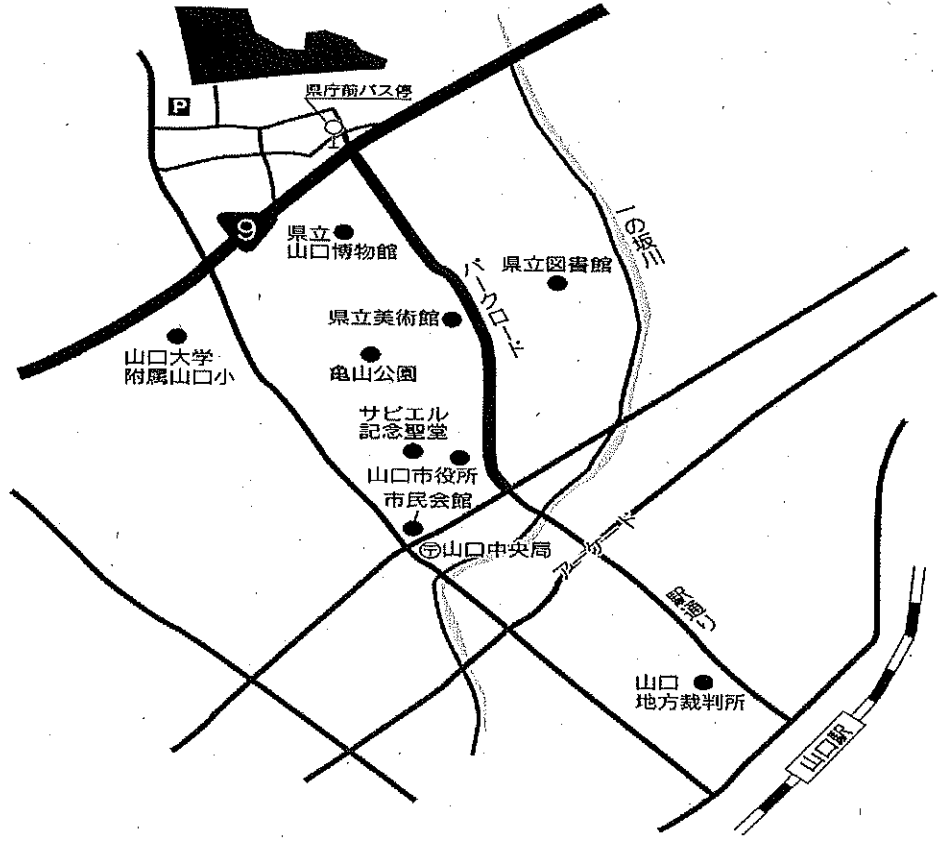 県庁前バス停
P
9
一の坂川
県立
山口博物館
パークロード
県立図書館
県立美術館
山口大学
附属山口小
亀山公園
サビエル
記念聖堂
山口市役所
市民会館
〒山口中央局
アーケード
駅通り
山口
地方裁判所
山口駅